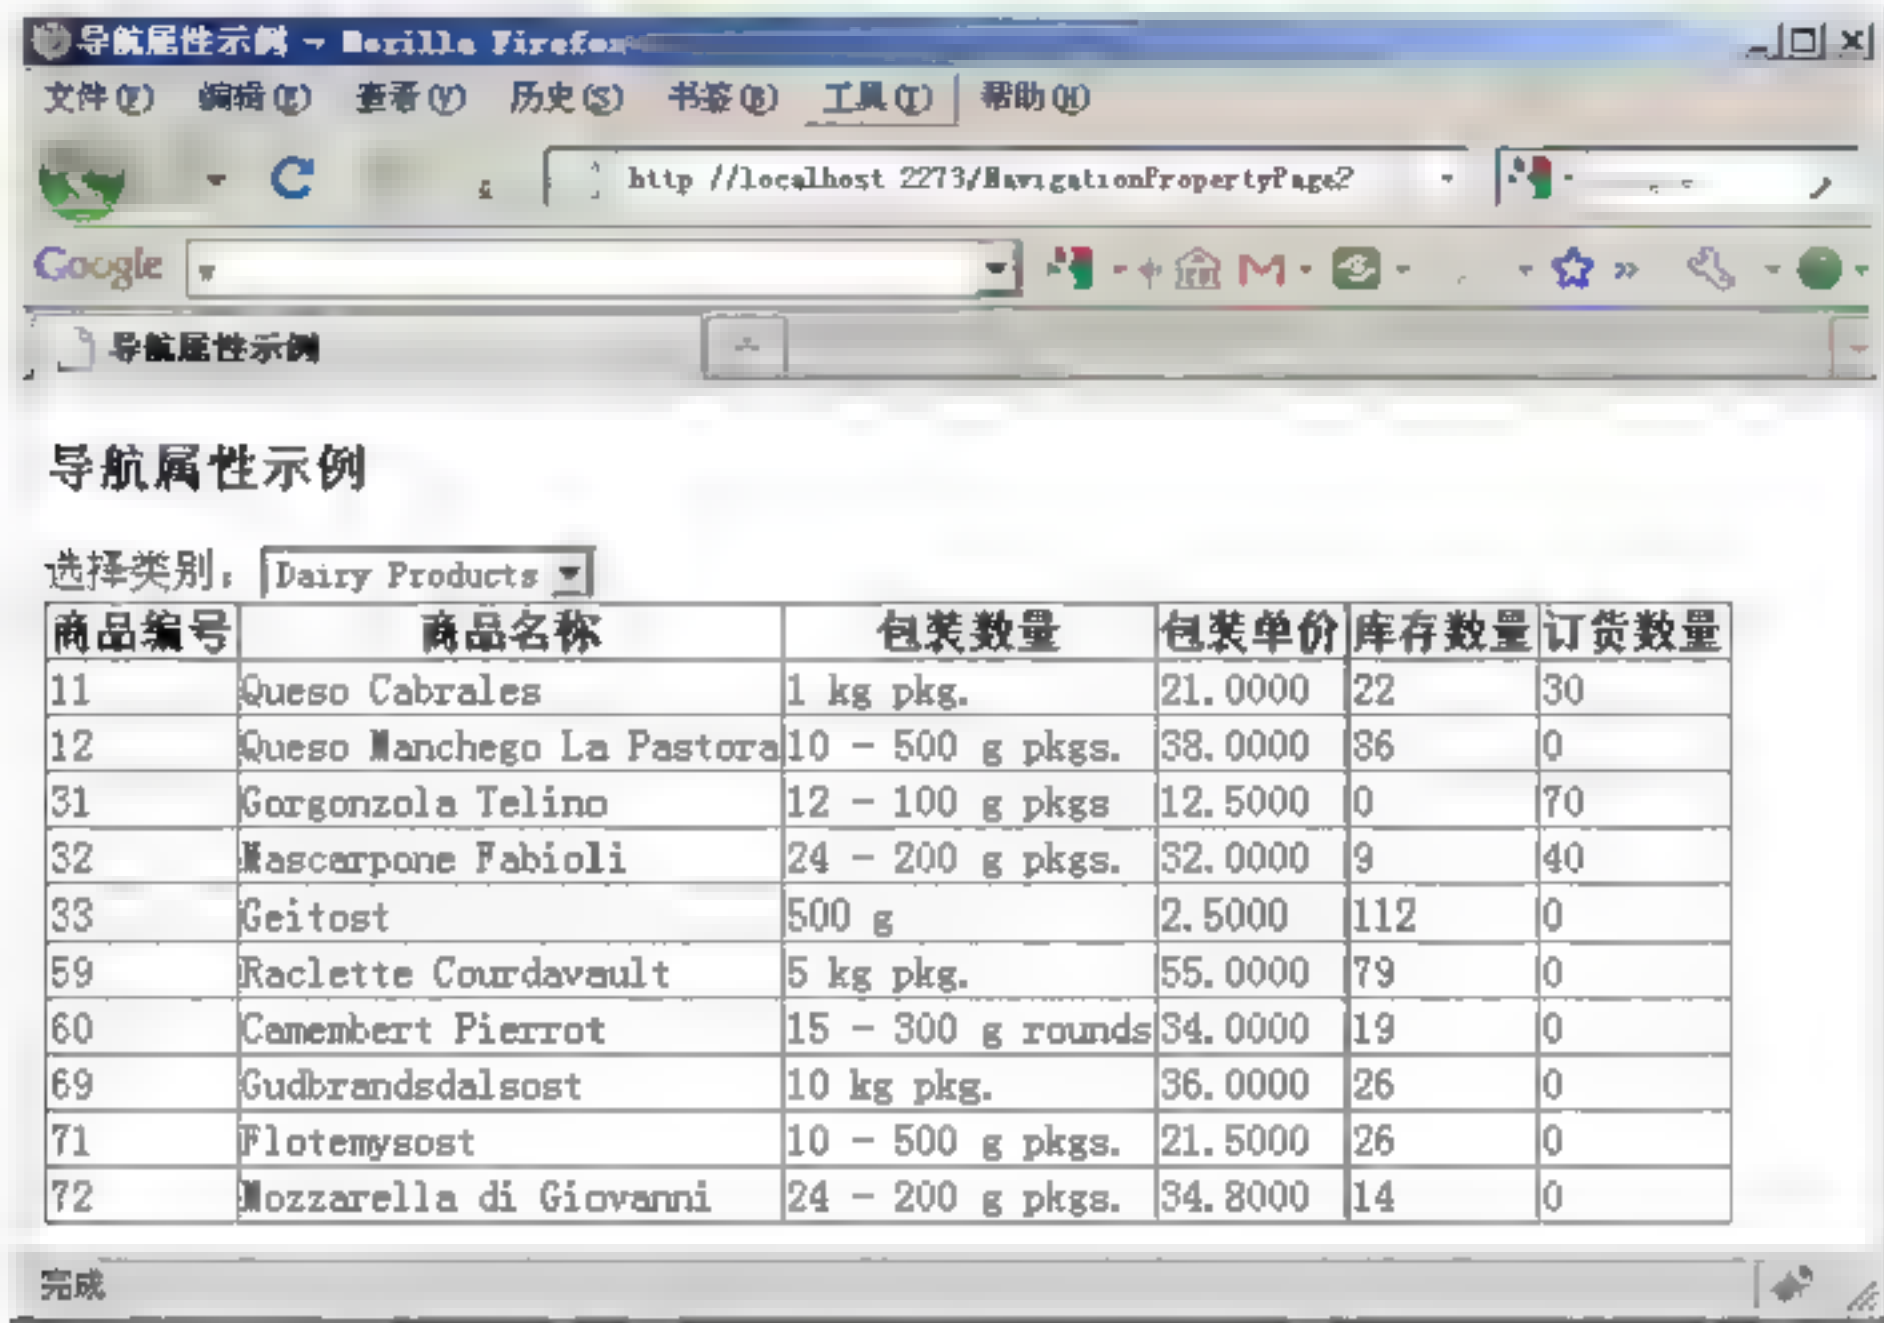 导航属性示例 - Mozilla Firefox
文件(F) 编辑(E) 查看(V) 历史(S) 书签(B) 工具(T) 帮助(H)
http //localhost 2273/NavigationPropertyPage2
Google
导航属性示例
导航属性示例
选择类别: Dairy Products
商品编号 商品名称 包装数量 包装单价 库存数量 订货数量
11 Queso Cabrales 1 kg pkg. 21.0000 22 30
12 Queso Manchego La Pastora 10 - 500 g pkgs. 38.0000 86 0
31 Gorgonzola Telino 12 - 100 g pkgs 12.5000 0 70
32 Mascarpone Fabioli 24 - 200 g pkgs. 32.0000 9 40
33 Geitost 500 g 2.5000 112 0
59 Raclette Courdavault 5 kg pkg. 55.0000 79 0
60 Camembert Pierrot 15 - 300 g rounds 34.0000 19 0
69 Gudbrandsdalsost 10 kg pkg. 36.0000 26 0
71 Flotemysost 10 - 500 g pkgs. 21.5000 26 0
72 Mozzarella di Giovanni 24 - 200 g pkgs. 34.8000 14 0
完成